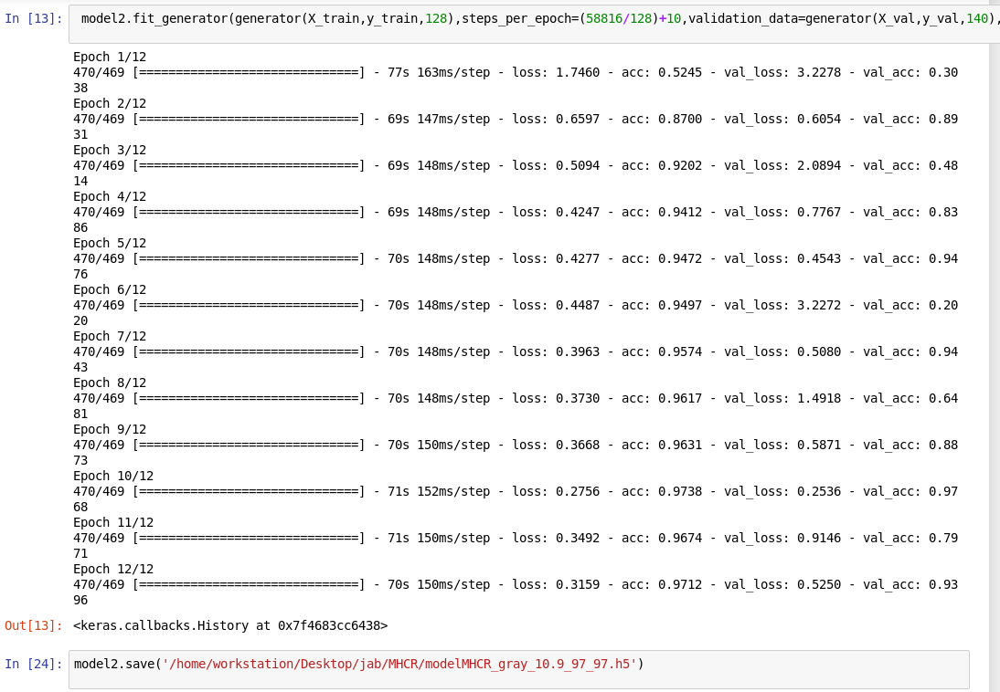 In [13]: model2.fit_generator(generator(X_train,y_train,128),steps_per_epoch=(58816/128)+10,validation_data=generator(X_val,y_val,140),
Epoch 1/12
470/469 [==============================] - 77s 163ms/step - loss: 1.7460 - acc: 0.5245 - val_loss: 3.2278 - val_acc: 0.30
38
Epoch 2/12
470/469 [==============================] - 69s 147ms/step - loss: 0.6597 - acc: 0.8700 - val_loss: 0.6054 - val_acc: 0.89
31
Epoch 3/12
470/469 [==============================] - 69s 148ms/step - loss: 0.5094 - acc: 0.9202 - val_loss: 2.0894 - val_acc: 0.48
14
Epoch 4/12
470/469 [==============================] - 69s 148ms/step - loss: 0.4247 - acc: 0.9412 - val_loss: 0.7767 - val_acc: 0.83
86
Epoch 5/12
470/469 [==============================] - 70s 148ms/step - loss: 0.4277 - acc: 0.9472 - val_loss: 0.4543 - val_acc: 0.94
76
Epoch 6/12
470/469 [==============================] - 70s 148ms/step - loss: 0.4487 - acc: 0.9497 - val_loss: 3.2272 - val_acc: 0.20
20
Epoch 7/12
470/469 [==============================] - 70s 148ms/step - loss: 0.3963 - acc: 0.9574 - val_loss: 0.5080 - val_acc: 0.94
43
Epoch 8/12
470/469 [==============================] - 70s 148ms/step - loss: 0.3730 - acc: 0.9617 - val_loss: 1.4918 - val_acc: 0.64
81
Epoch 9/12
470/469 [==============================] - 70s 150ms/step - loss: 0.3668 - acc: 0.9631 - val_loss: 0.5871 - val_acc: 0.88
73
Epoch 10/12
470/469 [==============================] - 71s 152ms/step - loss: 0.2756 - acc: 0.9738 - val_loss: 0.2536 - val_acc: 0.97
68
Epoch 11/12
470/469 [==============================] - 71s 150ms/step - loss: 0.3492 - acc: 0.9674 - val_loss: 0.9146 - val_acc: 0.79
71
Epoch 12/12
470/469 [==============================] - 70s 150ms/step - loss: 0.3159 - acc: 0.9712 - val_loss: 0.5250 - val_acc: 0.93
96
Out[13]: <keras.callbacks.History at 0x7f4683cc6438>
In [24]: model2.save('/home/workstation/Desktop/jab/MHCR/modelMHCR_gray_10.9_97_97.h5')